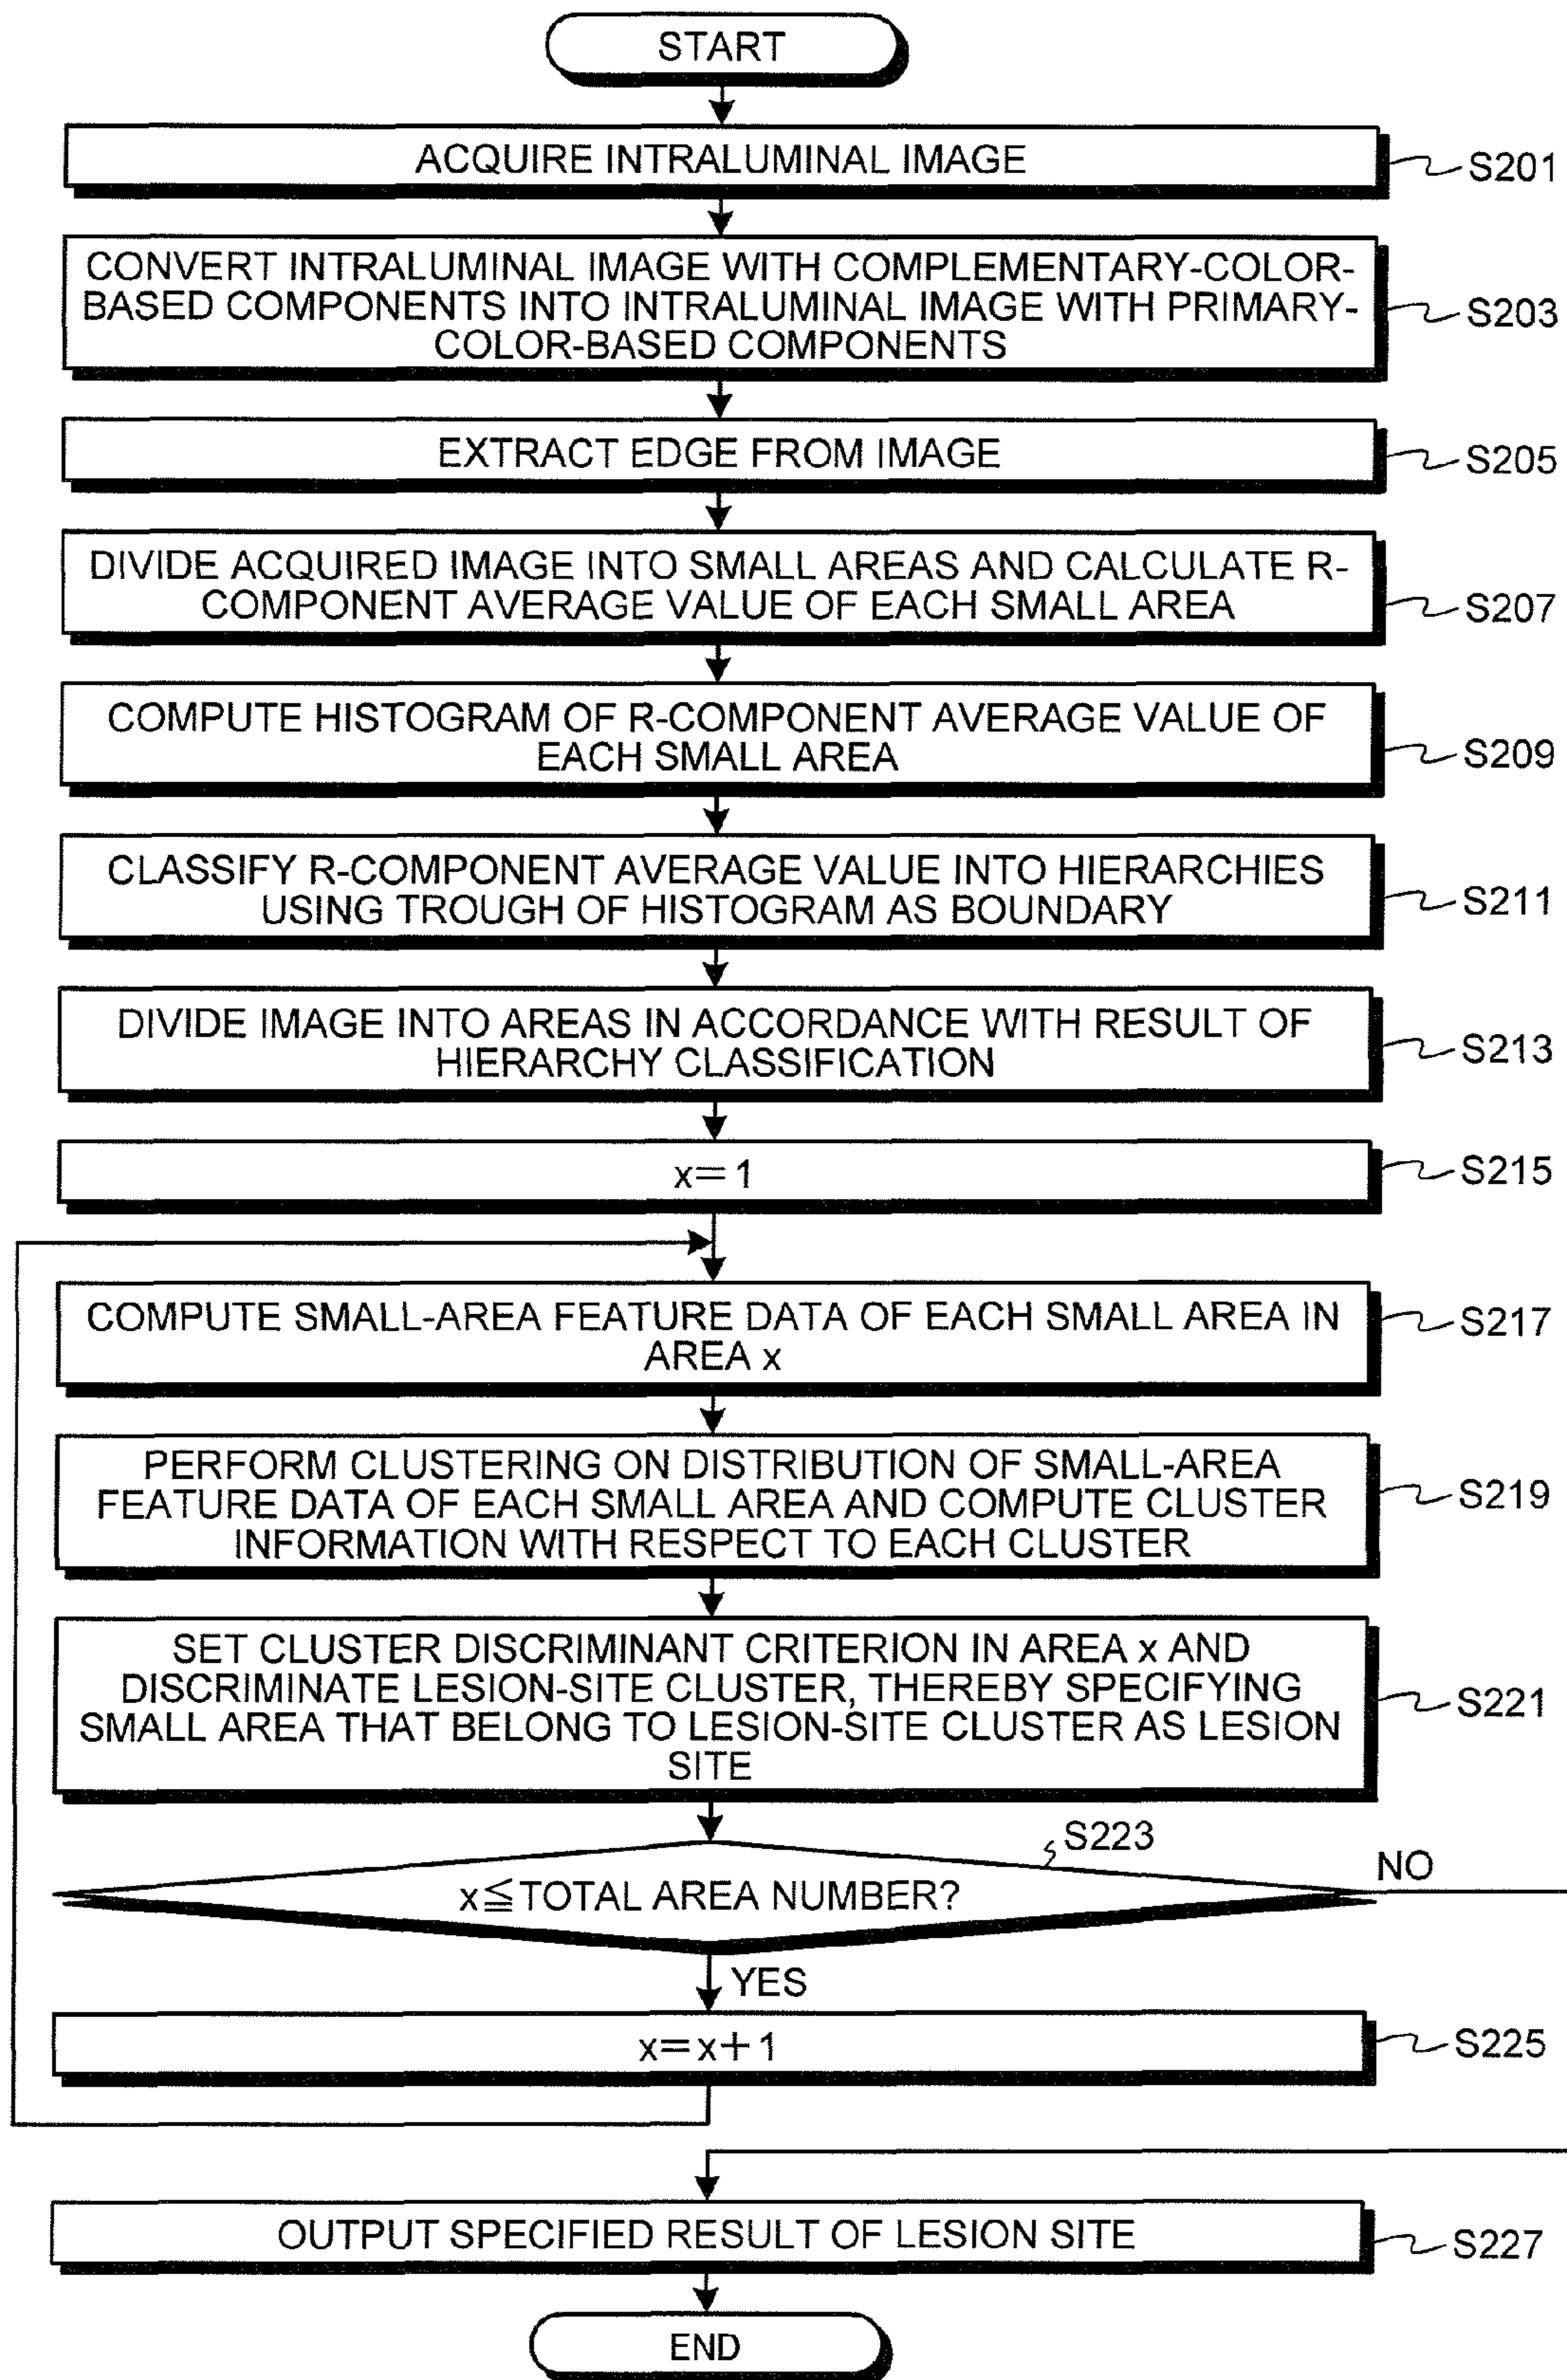 START
ACQUIRE INTRALUMINAL IMAGE
S201
CONVERT INTRALUMINAL IMAGE WITH COMPLEMENTARY-COLOR-
BASED COMPONENTS INTO INTRALUMINAL IMAGE WITH PRIMARY-
COLOR-BASED COMPONENTS
S203
EXTRACT EDGE FROM IMAGE
S205
DIVIDE ACQUIRED IMAGE INTO SMALL AREAS AND CALCULATE R-
COMPONENT AVERAGE VALUE OF EACH SMALL AREA
S207
COMPUTE HISTOGRAM OF R-COMPONENT AVERAGE VALUE OF
EACH SMALL AREA
S209
CLASSIFY R-COMPONENT AVERAGE VALUE INTO HIERARCHIES
USING TROUGH OF HISTOGRAM AS BOUNDARY
S211
DIVIDE IMAGE INTO AREAS IN ACCORDANCE WITH RESULT OF
HIERARCHY CLASSIFICATION
S213
x=1
S215
COMPUTE SMALL-AREA FEATURE DATA OF EACH SMALL AREA IN
AREA x
S217
PERFORM CLUSTERING ON DISTRIBUTION OF SMALL-AREA
FEATURE DATA OF EACH SMALL AREA AND COMPUTE CLUSTER
INFORMATION WITH RESPECT TO EACH CLUSTER
S219
SET CLUSTER DISCRIMINANT CRITERION IN AREA x AND
DISCRIMINATE LESION-SITE CLUSTER, THEREBY SPECIFYING
SMALL AREA THAT BELONG TO LESION-SITE CLUSTER AS LESION
SITE
S221
S223
x≦TOTAL AREA NUMBER?
NO
YES
x=x+1
S225
OUTPUT SPECIFIED RESULT OF LESION SITE
S227
END